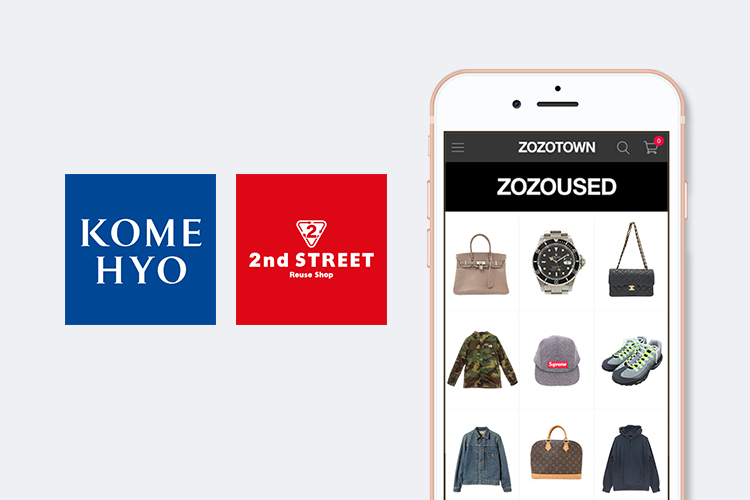 KOME
HYO
2
2nd STREET
Reuse Shop
ZOZOTOWN
0
ZOZOUSED
Supreme